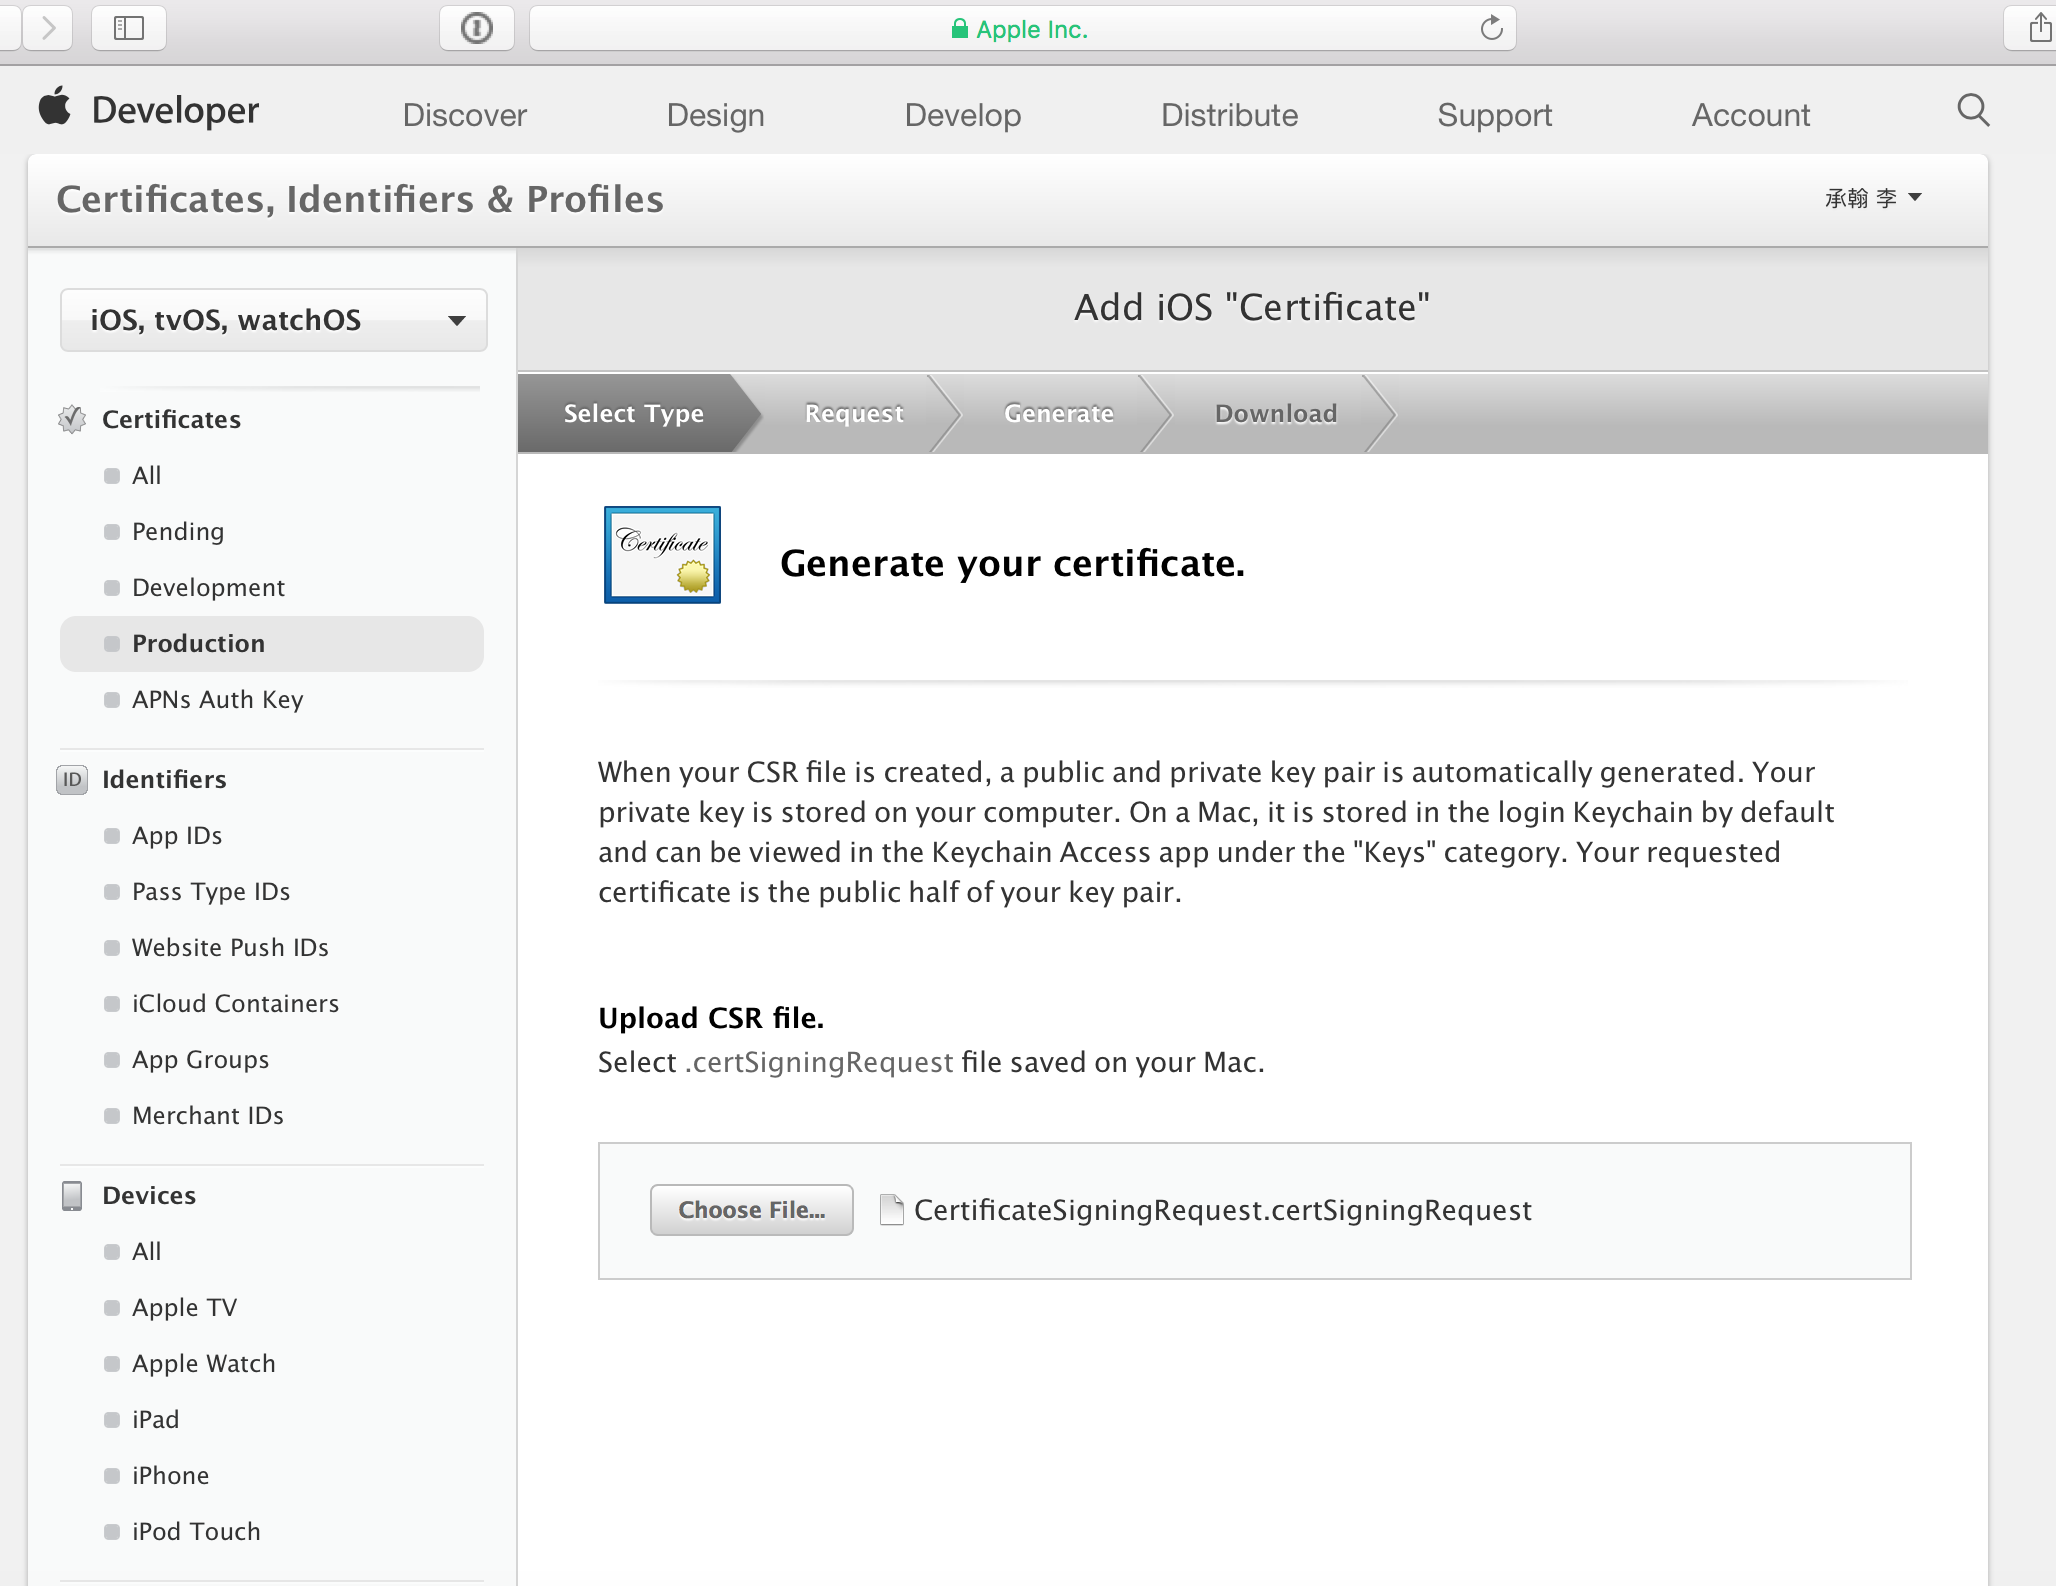 Apple Inc.
Developer
Discover
Design
Develop
Distribute
Support
Account
Certificates, Identifiers & Profiles
承翰 李
iOS, tvOS, watchOS
Certificates
All
Pending
Development
Production
APNs Auth Key
ID Identifiers
App IDs
Pass Type IDs
Website Push IDs
iCloud Containers
App Groups
Merchant IDs
Devices
All
Apple TV
Apple Watch
iPad
iPhone
iPod Touch
Add iOS "Certificate"
Select Type
Request
Generate
Download
Certificate
Generate your certificate.
When your CSR file is created, a public and private key pair is automatically generated. Your
private key is stored on your computer. On a Mac, it is stored in the login Keychain by default
and can be viewed in the Keychain Access app under the "Keys" category. Your requested
certificate is the public half of your key pair.
Upload CSR file.
Select .certSigningRequest file saved on your Mac.
Choose File...
CertificateSigningRequest.certSigningRequest